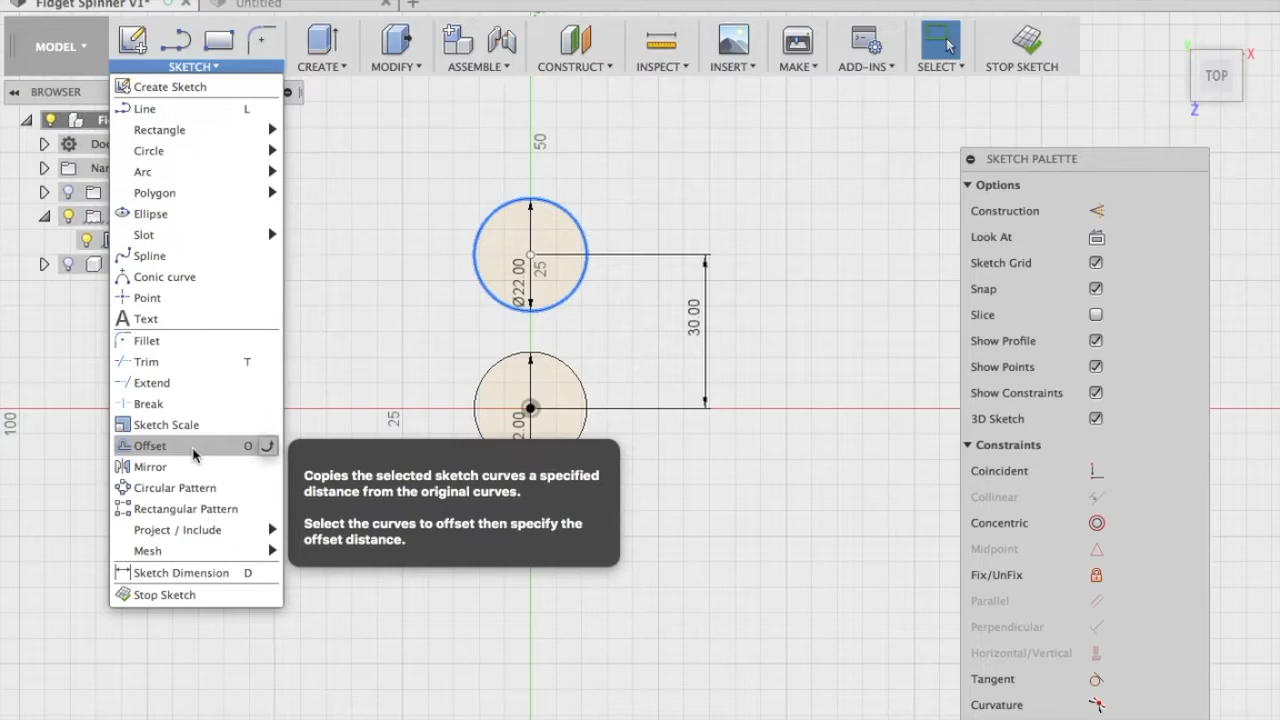 Fidget Spinner V1*
Untitled
MODEL
SKETCH
CREATE
MODIFY
ASSEMBLE
CONSTRUCT
INSPECT
INSERT
MAKE
ADD-INS
SELECT
STOP SKETCH
BROWSER
Fi
Doc
Nar
Create Sketch
Line L
Rectangle
Circle
Arc
Polygon
Ellipse
Slot
Spline
Conic curve
Point
Text
Fillet
Trim T
Extend
Break
Sketch Scale
Offset O
Mirror
Circular Pattern
Rectangular Pattern
Project / Include
Mesh
Sketch Dimension D
Stop Sketch
Copies the selected sketch curves a specified
distance from the original curves.
Select the curves to offset then specify the
offset distance.
50
Ø22.00
25
30.00
2.00
25
100
TOP
X
Y
Z
SKETCH PALETTE
Options
Construction
Look At
Sketch Grid
Snap
Slice
Show Profile
Show Points
Show Constraints
3D Sketch
Constraints
Coincident
Collinear
Concentric
Midpoint
Fix/UnFix
Parallel
Perpendicular
Horizontal/Vertical
Tangent
Curvature